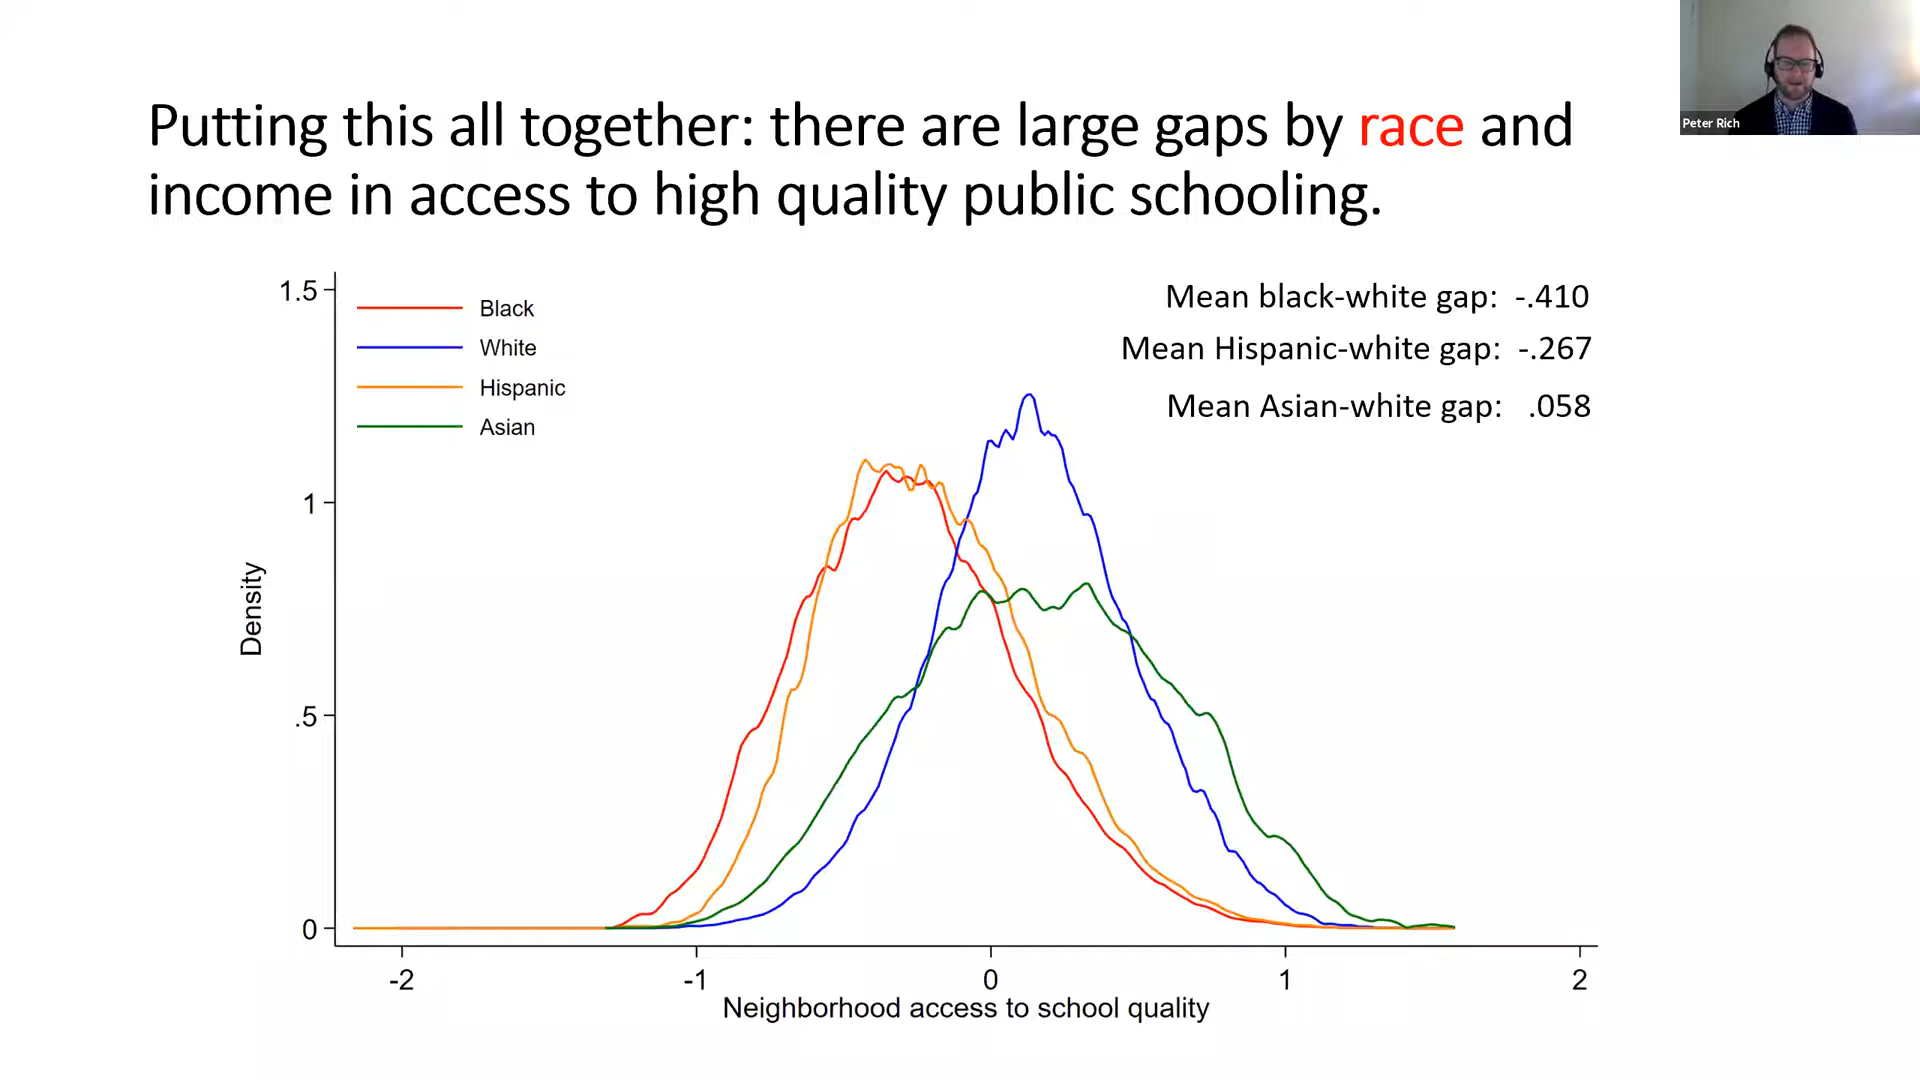 Putting this all together: there are large gaps by race and
income in access to high quality public schooling.
Peter Rich
1.5
1
.5
0
Density
Black
White
Hispanic
Asian
Mean black-white gap: -.410
Mean Hispanic-white gap: -.267
Mean Asian-white gap: .058
-2 -1 0 1 2
Neighborhood access to school quality